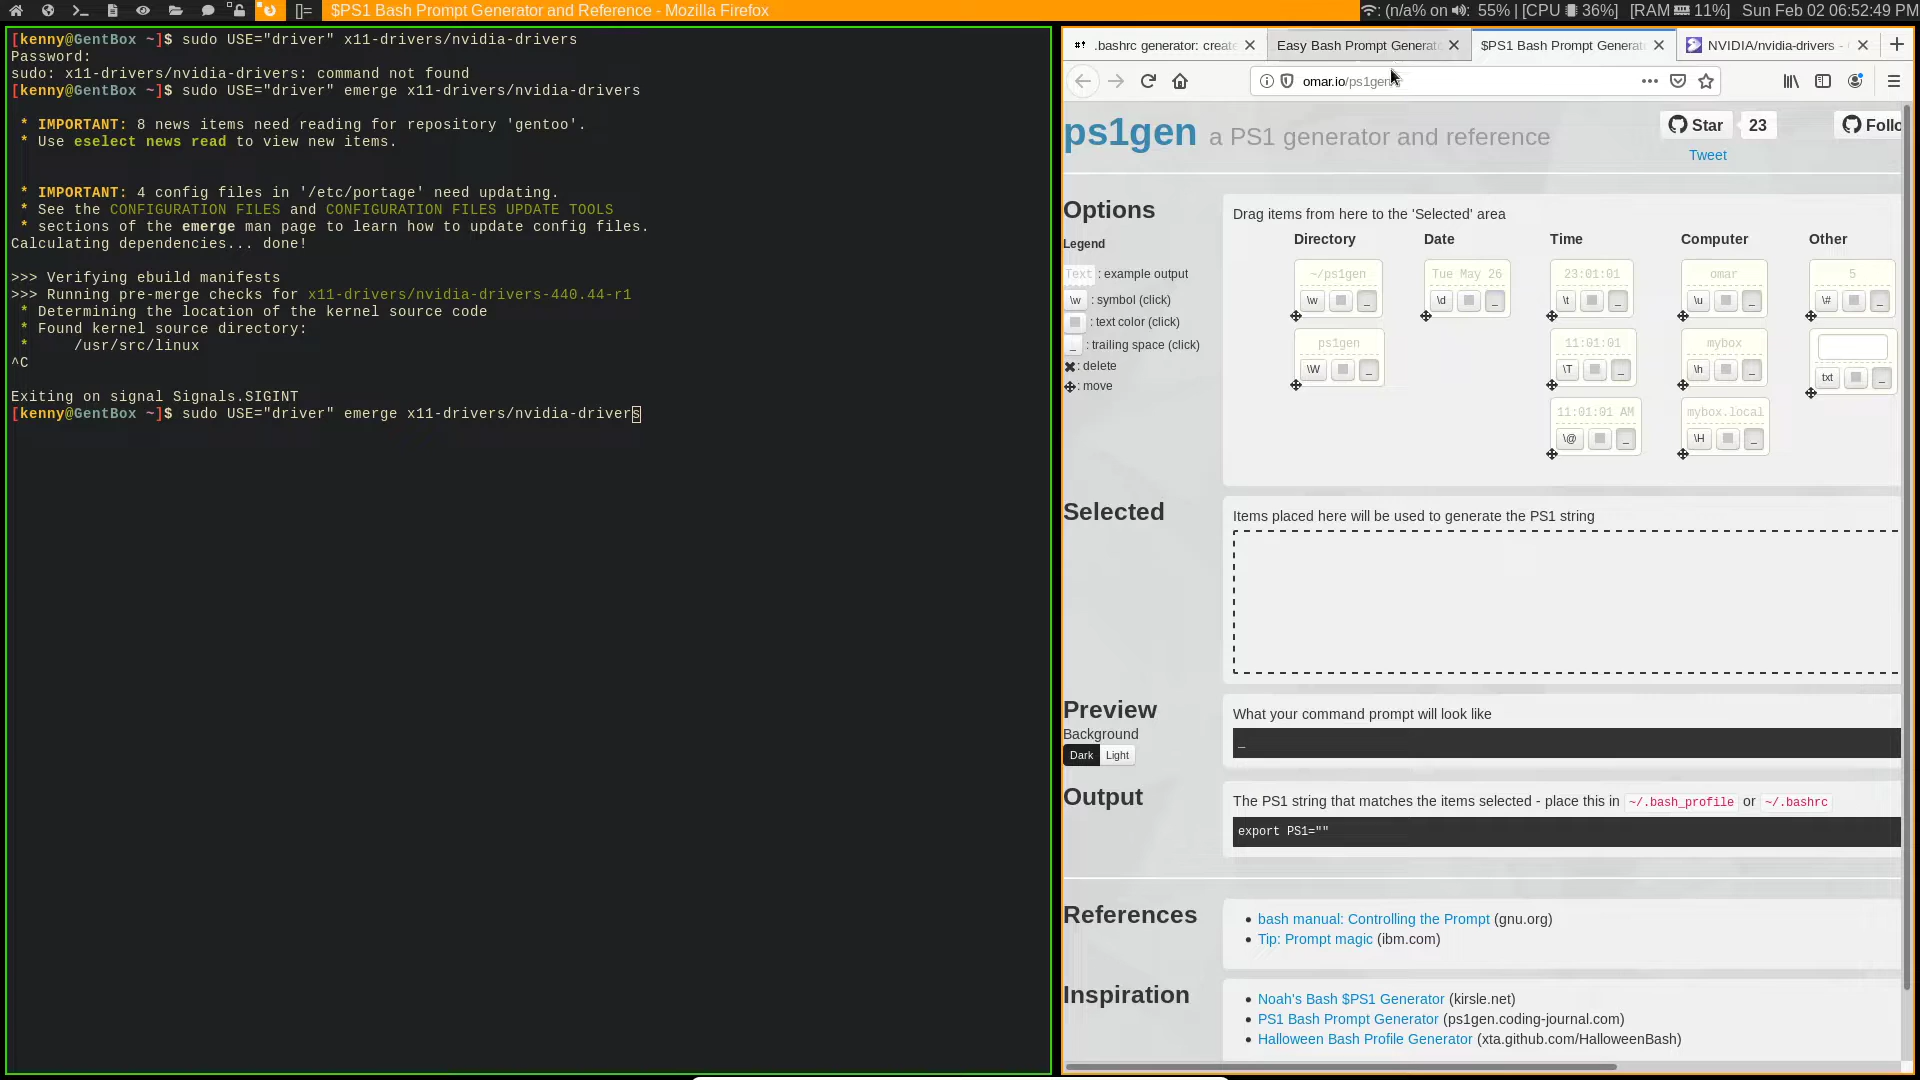 $PS1 Bash Prompt Generator and Reference - Mozilla Firefox
: (n/a% on : 55% | [CPU 36%] [RAM 11%] Sun Feb 02 06:52:49 PM
[kenny@GentBox ~]$ sudo USE="driver" x11-drivers/nvidia-drivers
Password:
sudo: x11-drivers/nvidia-drivers: command not found
[kenny@GentBox ~]$ sudo USE="driver" emerge x11-drivers/nvidia-drivers
* IMPORTANT: 8 news items need reading for repository 'gentoo'.
* Use eselect news read to view new items.
* IMPORTANT: 4 config files in '/etc/portage' need updating.
* See the CONFIGURATION FILES and CONFIGURATION FILES UPDATE TOOLS
* sections of the emerge man page to learn how to update config files.
Calculating dependencies... done!
>>> Verifying ebuild manifests
>>> Running pre-merge checks for x11-drivers/nvidia-drivers-440.44-r1
* Determining the location of the kernel source code
* Found kernel source directory:
*     /usr/src/linux
^C
Exiting on signal Signals.SIGINT
[kenny@GentBox ~]$ sudo USE="driver" emerge x11-drivers/nvidia-drivers
.bashrc generator: create
Easy Bash Prompt Generato
$PS1 Bash Prompt Generat
NVIDIA/nvidia-drivers -
omar.io/ps1gen
ps1gen a PS1 generator and reference
Star 23
Follo
Tweet
Options
Legend
Text : example output
\w : symbol (click)
: text color (click)
_ : trailing space (click)
: delete
: move
Drag items from here to the 'Selected' area
Directory Date Time Computer Other
~/ps1gen Tue May 26 23:01:01 omar 5
\w _ \d _ \t _ \u _ \# _
ps1gen 11:01:01 mybox
\W _ \T _ \h _ txt _
11:01:01 AM mybox.local
\@ _ \H _
Selected
Items placed here will be used to generate the PS1 string
Preview
Background
Dark Light
What your command prompt will look like
_
Output
The PS1 string that matches the items selected - place this in ~/.bash_profile or ~/.bashrc
export PS1=""
References
bash manual: Controlling the Prompt (gnu.org)
Tip: Prompt magic (ibm.com)
Inspiration
Noah's Bash $PS1 Generator (kirsle.net)
PS1 Bash Prompt Generator (ps1gen.coding-journal.com)
Halloween Bash Profile Generator (xta.github.com/HalloweenBash)